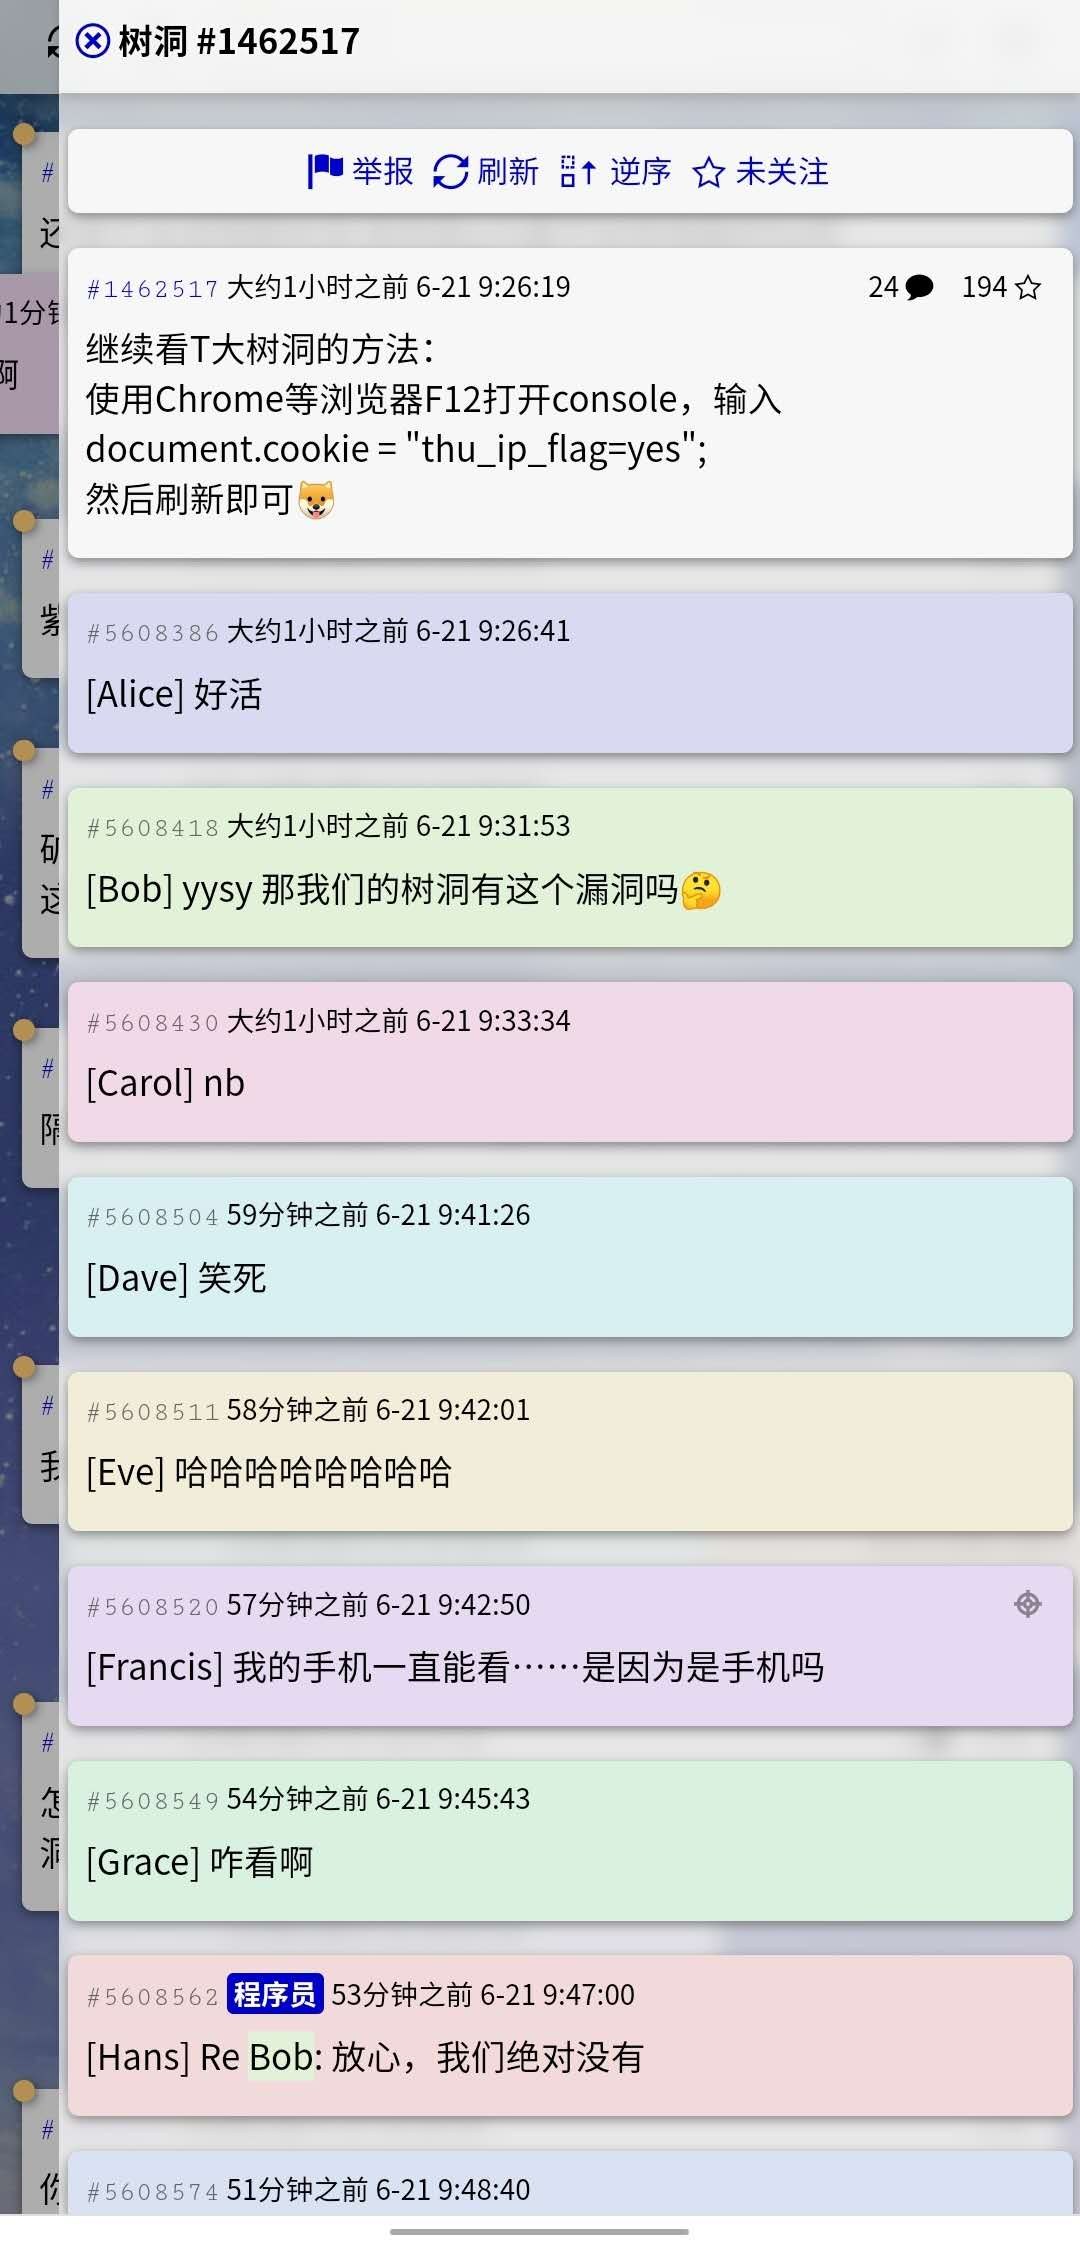 树洞 #1462517
举报 刷新 逆序 未关注
#1462517 大约1小时之前 6-21 9:26:19 24 194
继续看T大树洞的方法：
使用Chrome等浏览器F12打开console，输入
document.cookie = "thu_ip_flag=yes";
然后刷新即可🐶
#5608386 大约1小时之前 6-21 9:26:41
[Alice] 好活
#5608418 大约1小时之前 6-21 9:31:53
[Bob] yysy 那我们的树洞有这个漏洞吗🤔
#5608430 大约1小时之前 6-21 9:33:34
[Carol] nb
#5608504 59分钟之前 6-21 9:41:26
[Dave] 笑死
#5608511 58分钟之前 6-21 9:42:01
[Eve] 哈哈哈哈哈哈哈哈
#5608520 57分钟之前 6-21 9:42:50
[Francis] 我的手机一直能看……是因为是手机吗
#5608549 54分钟之前 6-21 9:45:43
[Grace] 咋看啊
#5608562 程序员 53分钟之前 6-21 9:47:00
[Hans] Re Bob: 放心，我们绝对没有
#5608574 51分钟之前 6-21 9:48:40